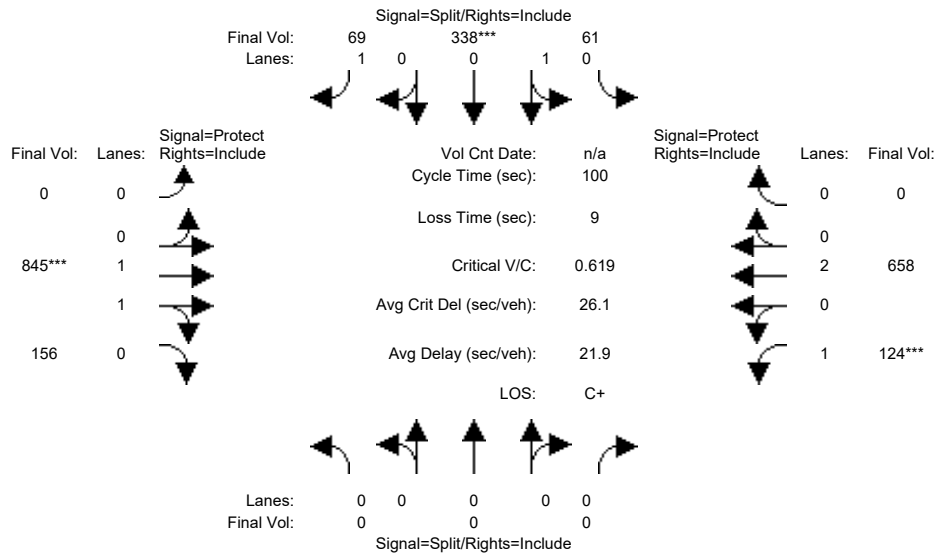 Signal=Split/Rights=Include
Final Vol: 69 338*** 61
Lanes: 1 0 0 1 0
Signal=Protect
Final Vol: Lanes: Rights=Include
Vol Cnt Date: n/a
Signal=Protect
Rights=Include Lanes: Final Vol:
Cycle Time (sec): 100
0 0
0 0
Loss Time (sec): 9
0
0
845*** 1
Critical V/C: 0.619
2 658
1
Avg Crit Del (sec/veh): 26.1
0
156 0
Avg Delay (sec/veh): 21.9
1 124***
LOS: C+
Lanes: 0 0 0 0 0
Final Vol: 0 0 0
Signal=Split/Rights=Include